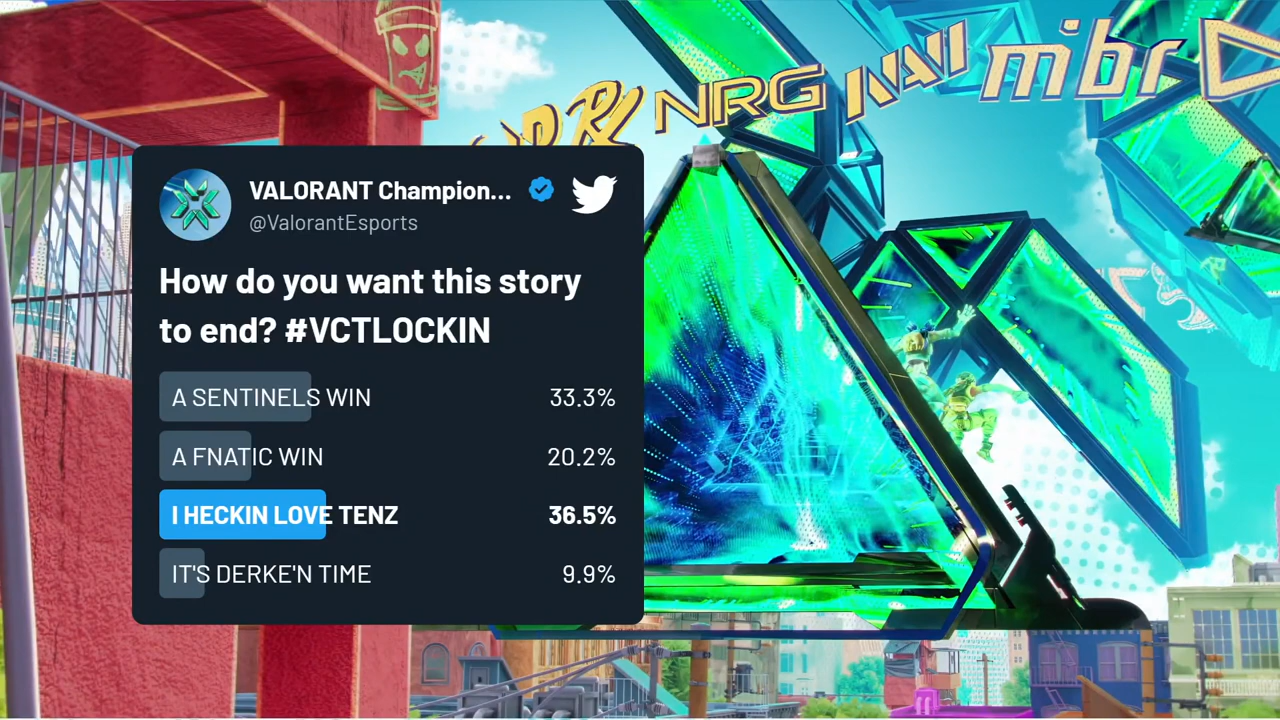 NRG NAVI mibr
VALORANT Champion...
@ValorantEsports
How do you want this story
to end? #VCTLOCKIN
A SENTINELS WIN 33.3%
A FNATIC WIN 20.2%
I HECKIN LOVE TENZ 36.5%
IT'S DERKE'N TIME 9.9%